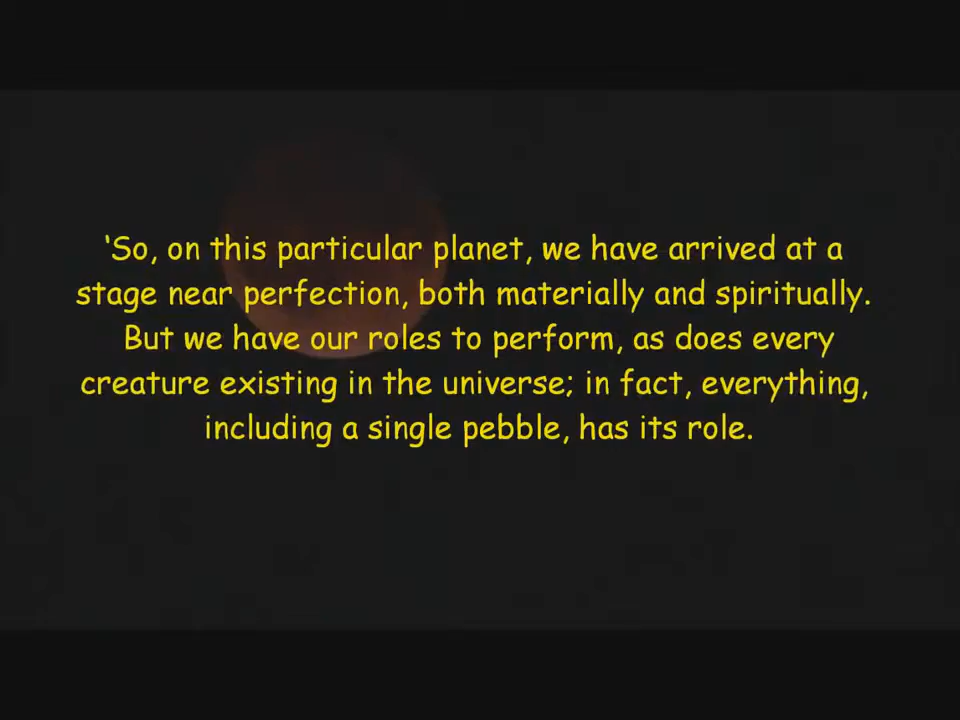 ‘So, on this particular planet, we have arrived at a
stage near perfection, both materially and spiritually.
But we have our roles to perform, as does every
creature existing in the universe; in fact, everything,
including a single pebble, has its role.